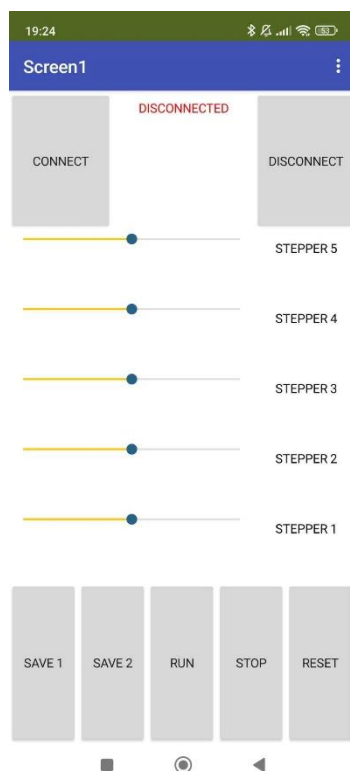 19:24
53
Screen1
DISCONNECTED
CONNECT
DISCONNECT
STEPPER 5
STEPPER 4
STEPPER 3
STEPPER 2
STEPPER 1
SAVE 1 SAVE 2 RUN STOP RESET